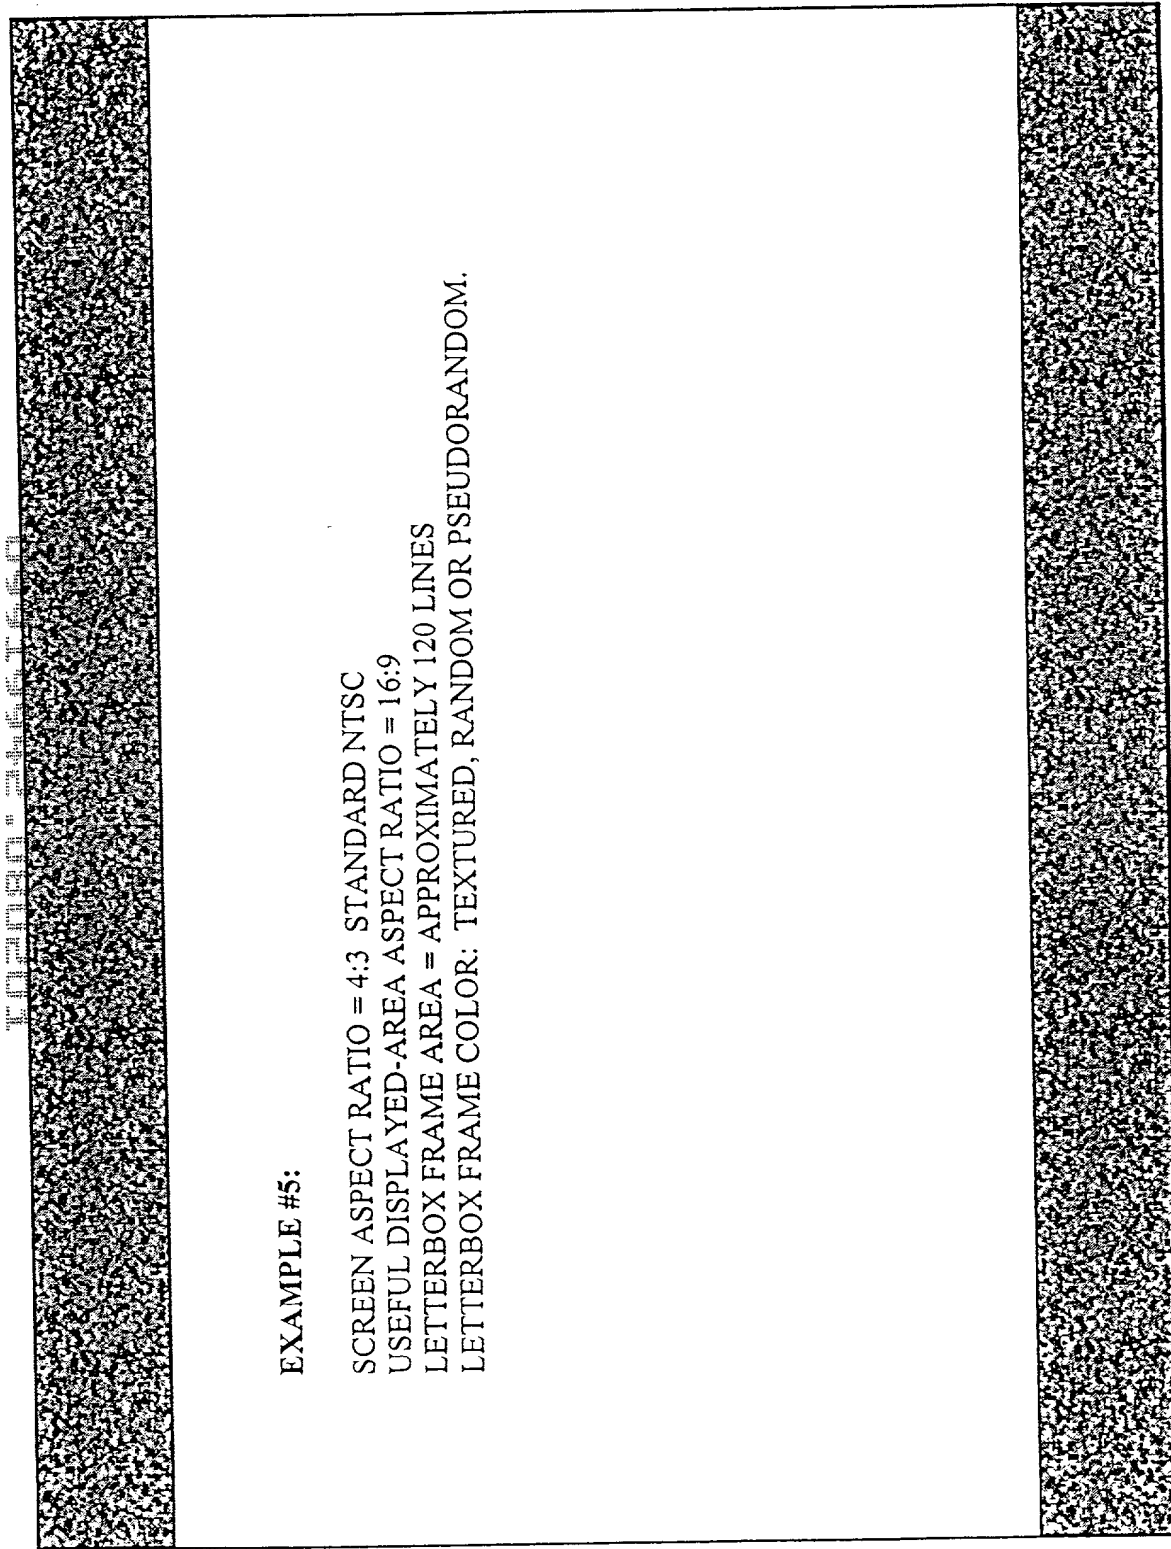 EXAMPLE #5:
SCREEN ASPECT RATIO = 4:3 STANDARD NTSC
USEFUL DISPLAYED-AREA ASPECT RATIO = 16:9
LETTERBOX FRAME AREA = APPROXIMATELY 120 LINES
LETTERBOX FRAME COLOR: TEXTURED, RANDOM OR PSEUDORANDOM.